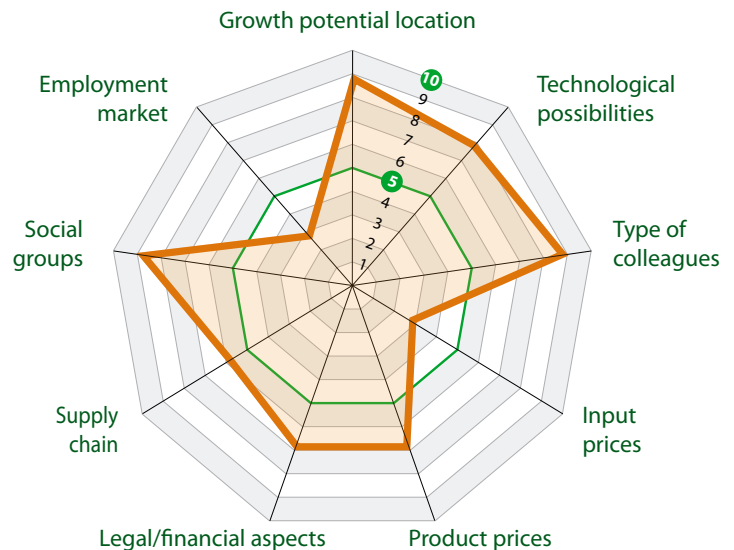 Growth potential location
Employment
market
10
9
8
7
6
5
4
3
2
1
Technological
possibilities
Social
groups
Type of
colleagues
Supply
chain
Input
prices
Legal/financial aspects
Product prices